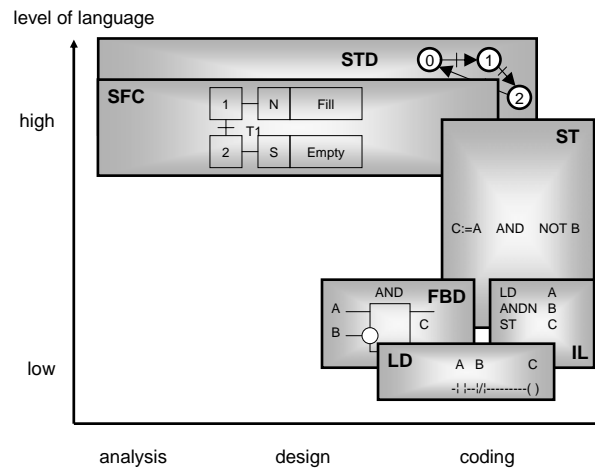 level of language
STD
0
1
2
high
SFC
1 N Fill
T1
2 S Empty
ST
C:=A AND NOT B
FBD
AND
A
B
C
LD A
ANDN B
ST C
IL
low
LD
A B C
-¦ ¦--¦/¦---------( )
analysis design coding